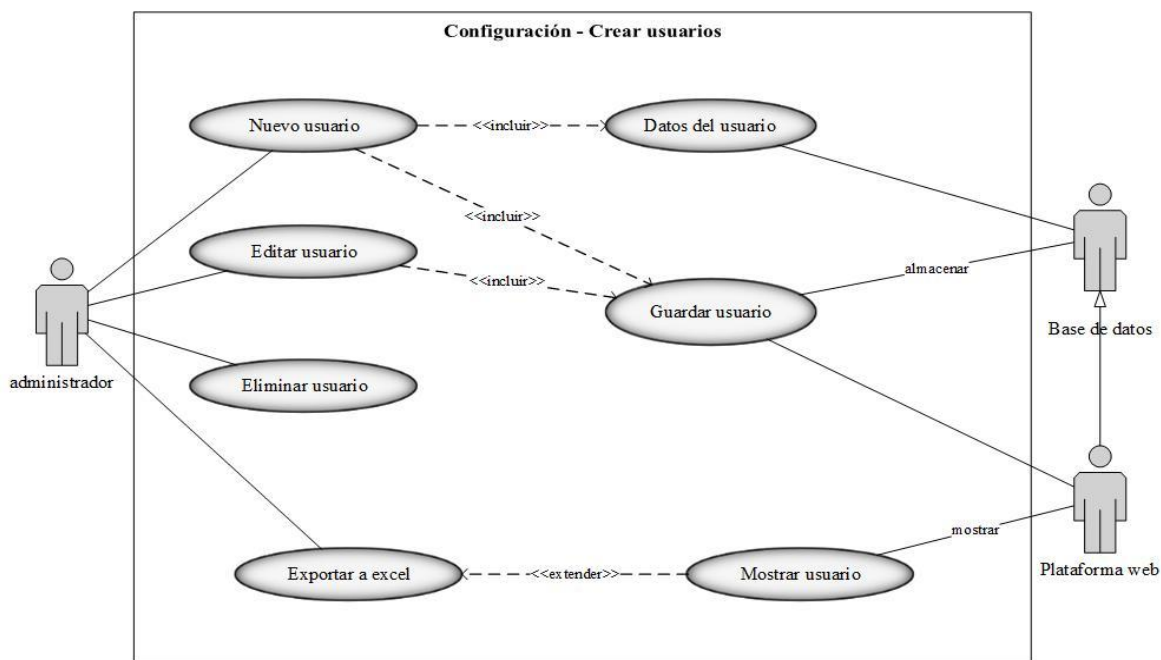 Configuración - Crear usuarios
Nuevo usuario
<<incluir>>
Datos del usuario
<<incluir>>
Editar usuario
<<incluir>>
almacenar
Guardar usuario
Base de datos
administrador
Eliminar usuario
mostrar
Exportar a excel
<<extender>>
Mostrar usuario
Plataforma web